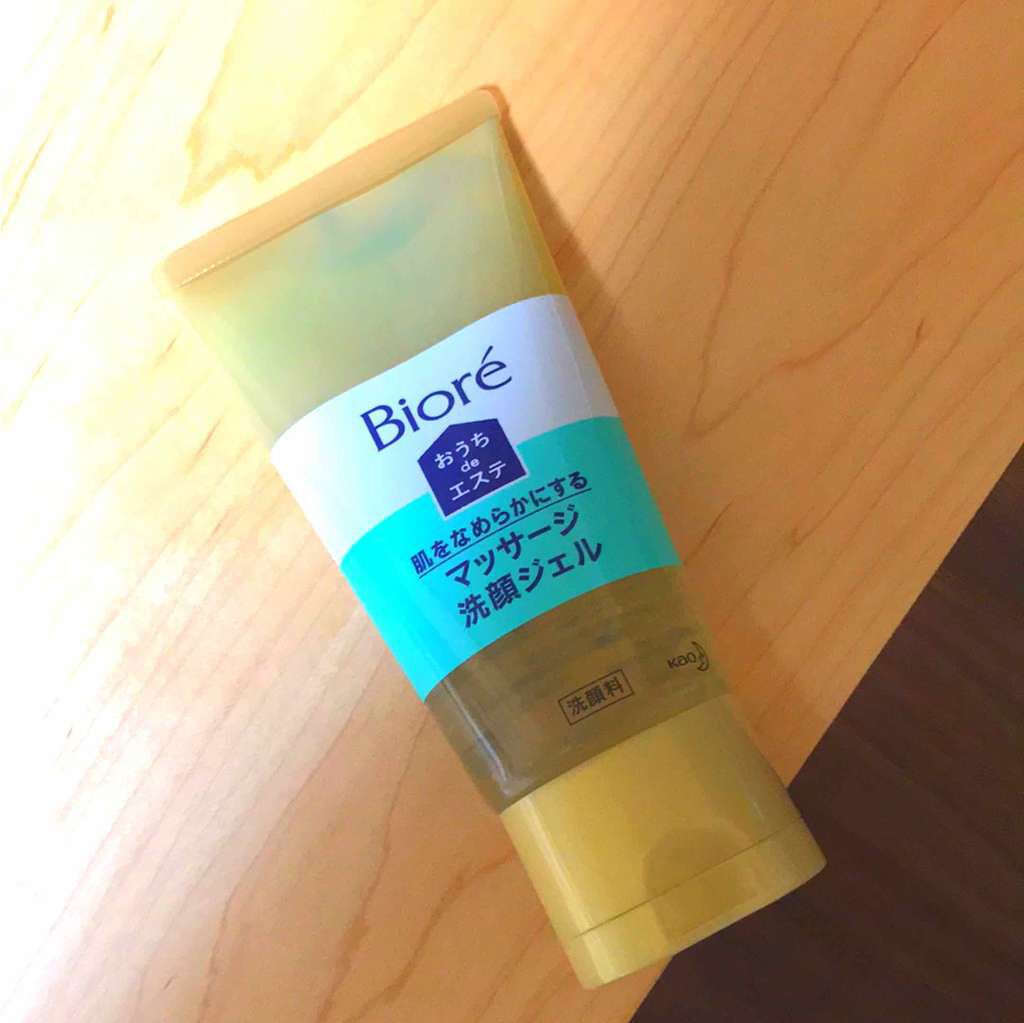 Bioré
おうち
de
エステ
肌をなめらかにする
マッサージ
洗顔ジェル
洗顔料
Kao